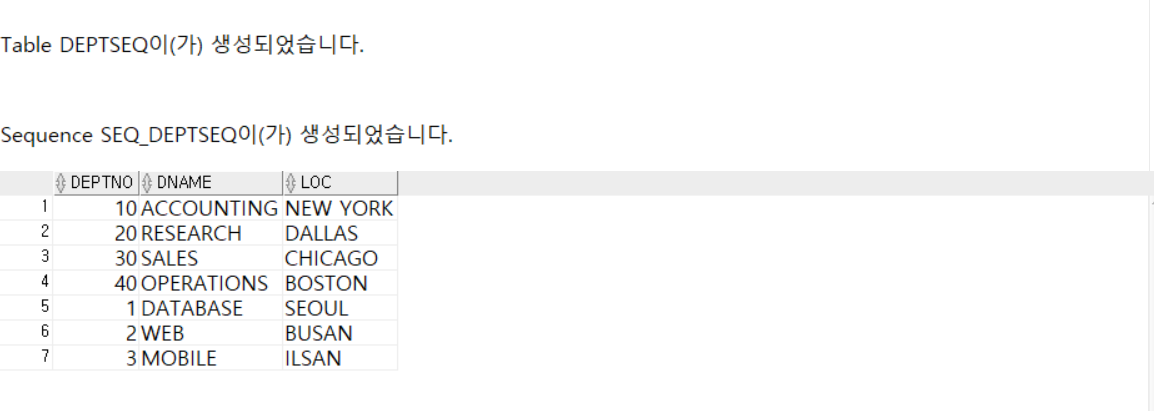 Table DEPTSEQ이(가) 생성되었습니다.
Sequence SEQ_DEPTSEQ이(가) 생성되었습니다.
DEPTNO DNAME LOC
1 10 ACCOUNTING NEW YORK
2 20 RESEARCH DALLAS
3 30 SALES CHICAGO
4 40 OPERATIONS BOSTON
5 1 DATABASE SEOUL
6 2 WEB BUSAN
7 3 MOBILE ILSAN